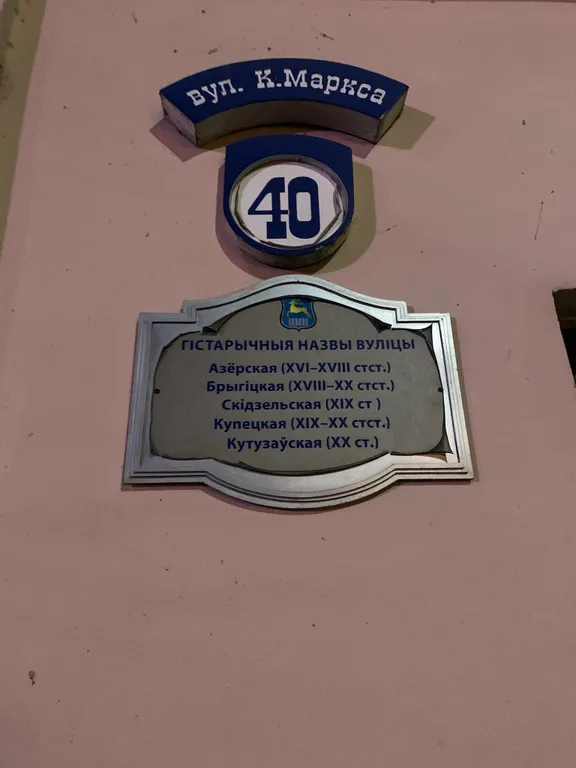 вул. К.Маркса
40
ГІСТАРЫЧНЫЯ НАЗВЫ ВУЛІЦЫ
Азёрская (XVI–XVIII стст.)
Брыгіцкая (XVIII–XX стст.)
Скідзельская (XIX ст )
Купецкая (XIX–XX стст.)
Кутузаўская (XX ст.)